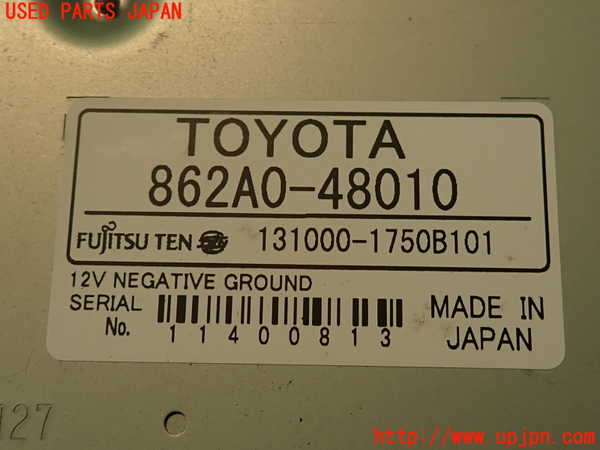 USED PARTS JAPAN
TOYOTA
862A0-48010
FUJITSU TEN 131000-1750B101
12V NEGATIVE GROUND
SERIAL No. 11400813
MADE IN JAPAN
127
http://www.upjpn.com/